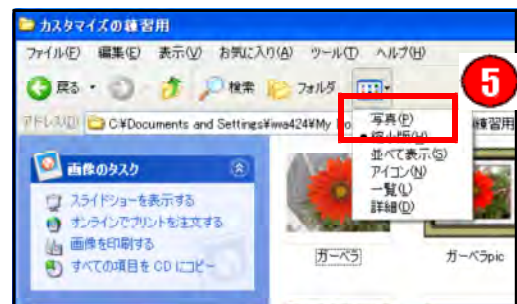 カスタマイズの練習用
ファイル(F) 編集(E) 表示(V) お気に入り(A) ツール(T) ヘルプ(H)
戻る 検索 フォルダ
5
アドレス(D) C:¥Documents and Settings¥iwa424¥My 練習用
写真(P)
縮小版(H)
並べて表示(S)
アイコン(N)
一覧(L)
詳細(D)
画像のタスク
スライドショーを表示する
オンラインでプリントを注文する
画像を印刷する
すべての項目を CD にコピー
ガーベラ
ガーベラpic